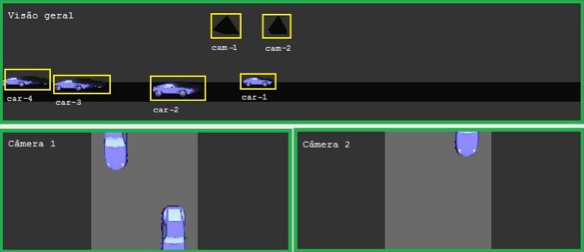 Visão geral
cam-1
cam-2
car-4
car-3
car-2
car-1
Câmera 1
Câmera 2